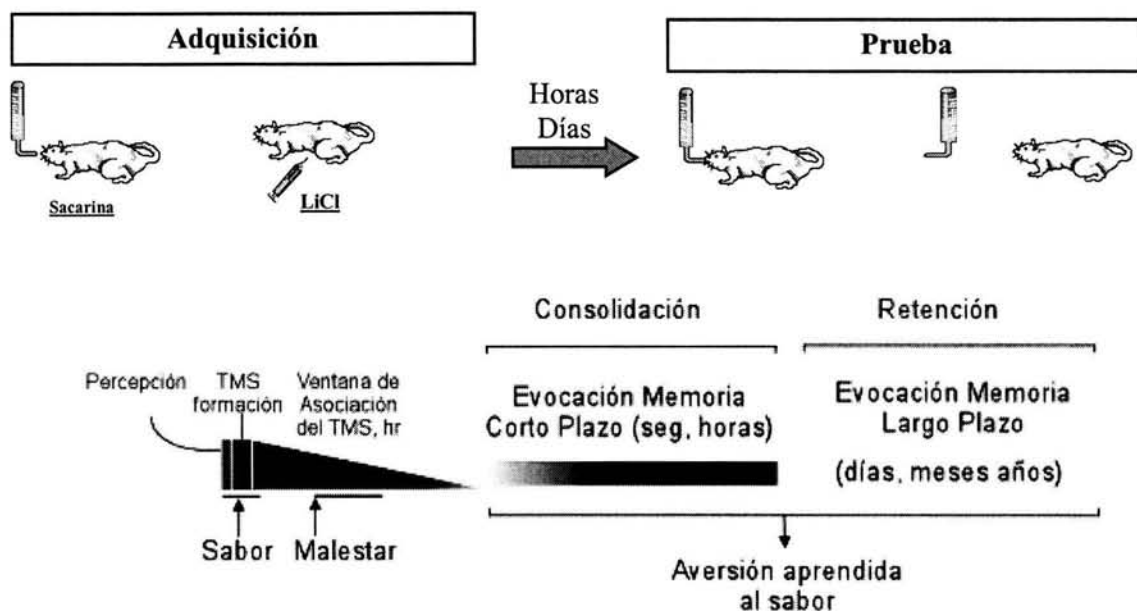 Adquisición
Prueba
Horas
Días
Sacarina
LiCl
Consolidación
Retención
Percepción
TMS
formación
Ventana de
Asociación
del TMS, hr
Evocación Memoria
Corto Plazo (seg, horas)
Evocación Memoria
Largo Plazo
(días, meses años)
Sabor
Malestar
Aversión aprendida
al sabor